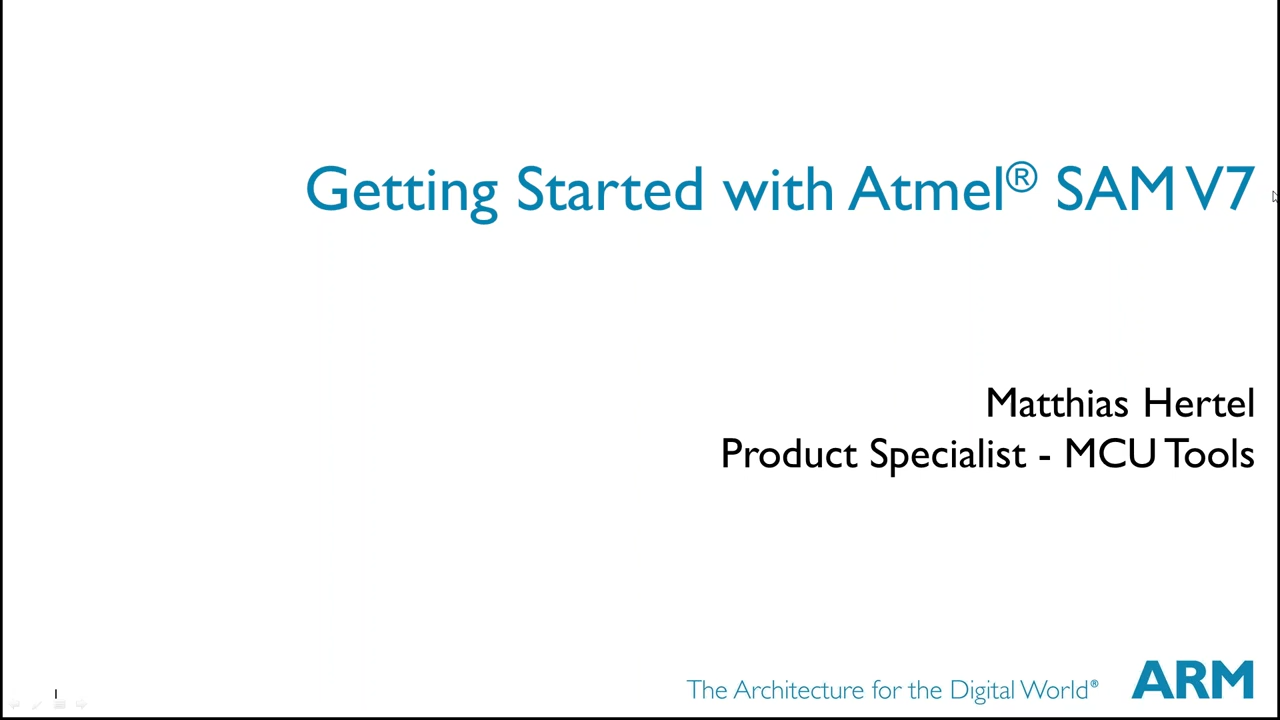 Getting Started with Atmel® SAM V7
Matthias Hertel
Product Specialist - MCU Tools
1
The Architecture for the Digital World® ARM